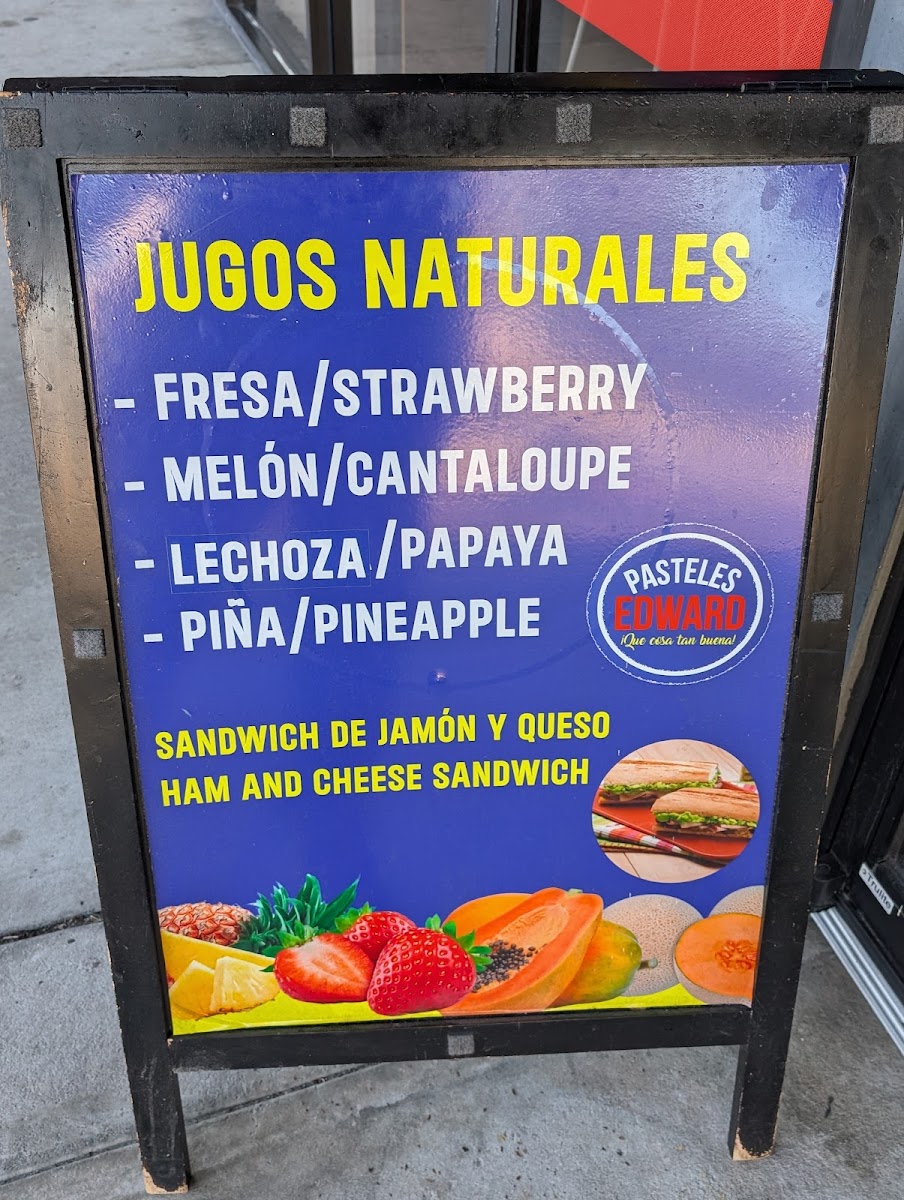 JUGOS NATURALES
- FRESA/STRAWBERRY
- MELÓN/CANTALOUPE
- LECHOZA/PAPAYA
- PIÑA/PINEAPPLE
PASTELES
EDWARD
¡Que cosa tan buena!
SANDWICH DE JAMÓN Y QUESO
HAM AND CHEESE SANDWICH
Trulite